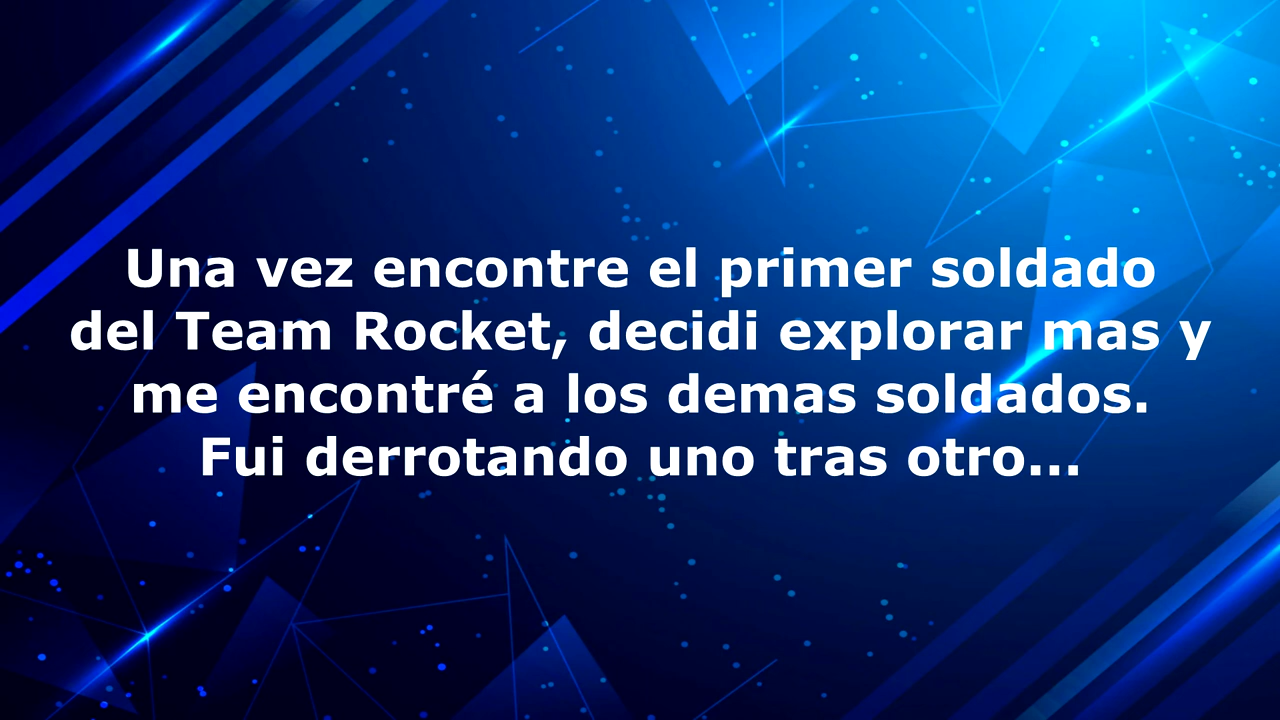 Una vez encontre el primer soldado
del Team Rocket, decidi explorar mas y
me encontré a los demas soldados.
Fui derrotando uno tras otro...